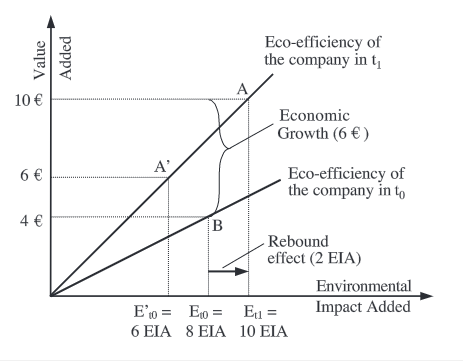 Value
Added
Eco-efficiency of
the company in t1
10 €
A
Economic
Growth (6 €)
A'
6 €
Eco-efficiency of
the company in t0
4 €
B
Rebound
effect (2 EIA)
Environmental
Impact Added
E't0 = Et0 = Et1 =
6 EIA 8 EIA 10 EIA